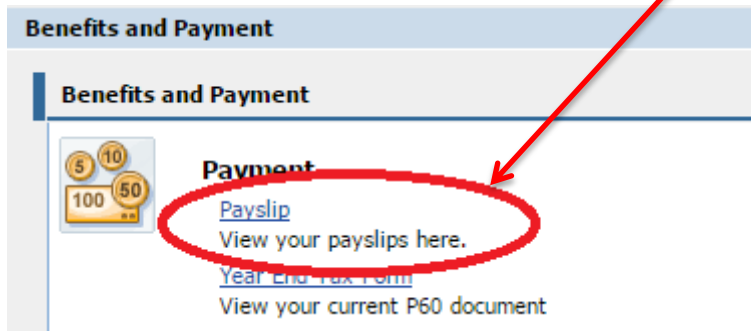 Benefits and Payment
Benefits and Payment
5 10
100 50
Payment
Payslip
View your payslips here.
Year End Tax Form
View your current P60 document